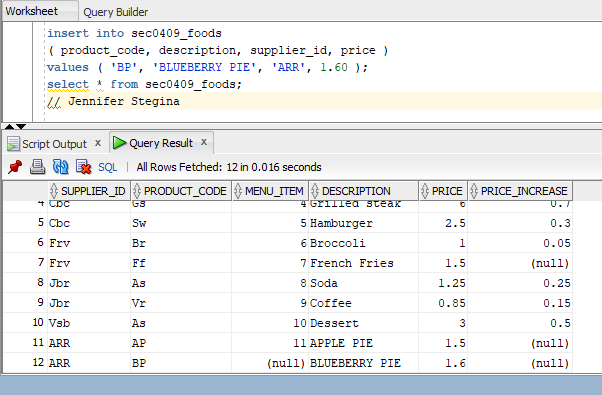 Worksheet Query Builder
insert into sec0409_foods
( product_code, description, supplier_id, price )
values ( 'BP', 'BLUEBERRY PIE', 'ARR', 1.60 );
select * from sec0409_foods;
// Jennifer Stegina
Script Output x Query Result x
SQL | All Rows Fetched: 12 in 0.016 seconds
SUPPLIER_ID PRODUCT_CODE MENU_ITEM DESCRIPTION PRICE PRICE_INCREASE
4 Cbc Gs 4 Grilled steak 6 0.7
5 Cbc Sw 5 Hamburger 2.5 0.3
6 Frv Br 6 Broccoli 1 0.05
7 Frv Ff 7 French Fries 1.5 (null)
8 Jbr As 8 Soda 1.25 0.25
9 Jbr Vr 9 Coffee 0.85 0.15
10 Vsb As 10 Dessert 3 0.5
11 ARR AP 11 APPLE PIE 1.5 (null)
12 ARR BP (null) BLUEBERRY PIE 1.6 (null)